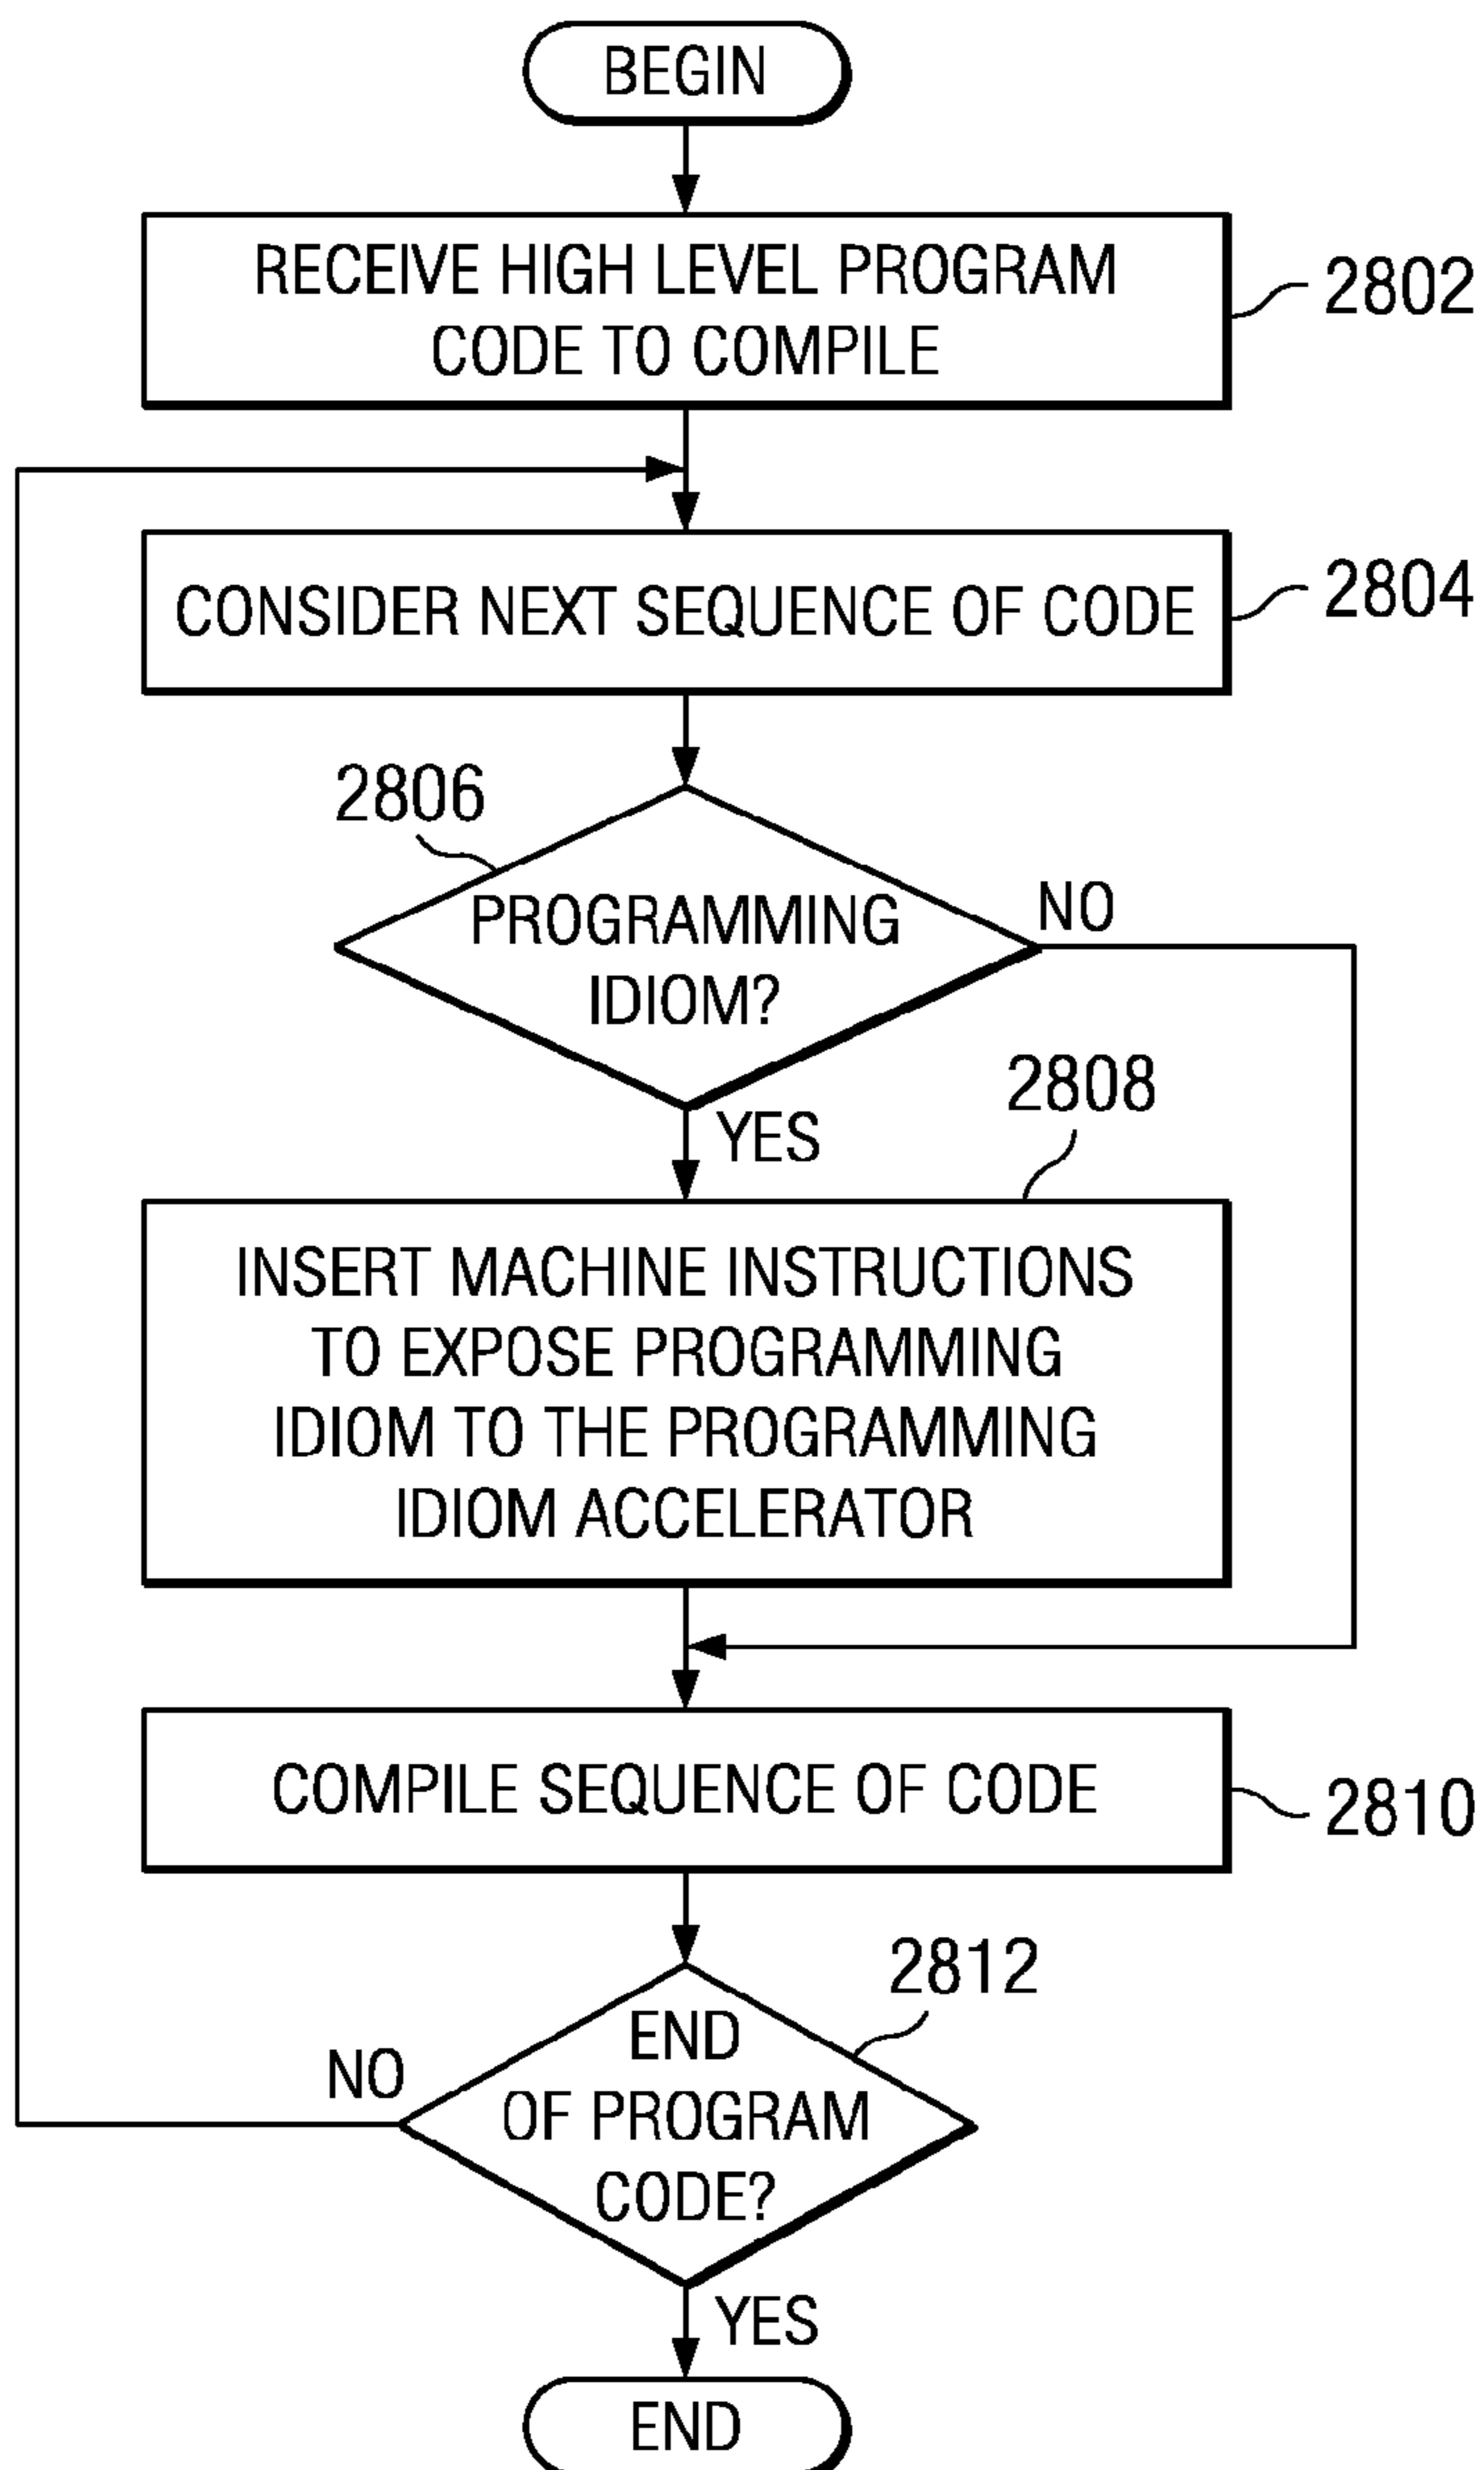 BEGIN
RECEIVE HIGH LEVEL PROGRAM
CODE TO COMPILE
2802
CONSIDER NEXT SEQUENCE OF CODE
2804
2806
PROGRAMMING
IDIOM?
NO
YES
2808
INSERT MACHINE INSTRUCTIONS
TO EXPOSE PROGRAMMING
IDIOM TO THE PROGRAMMING
IDIOM ACCELERATOR
COMPILE SEQUENCE OF CODE
2810
2812
END
OF PROGRAM
CODE?
NO
YES
END